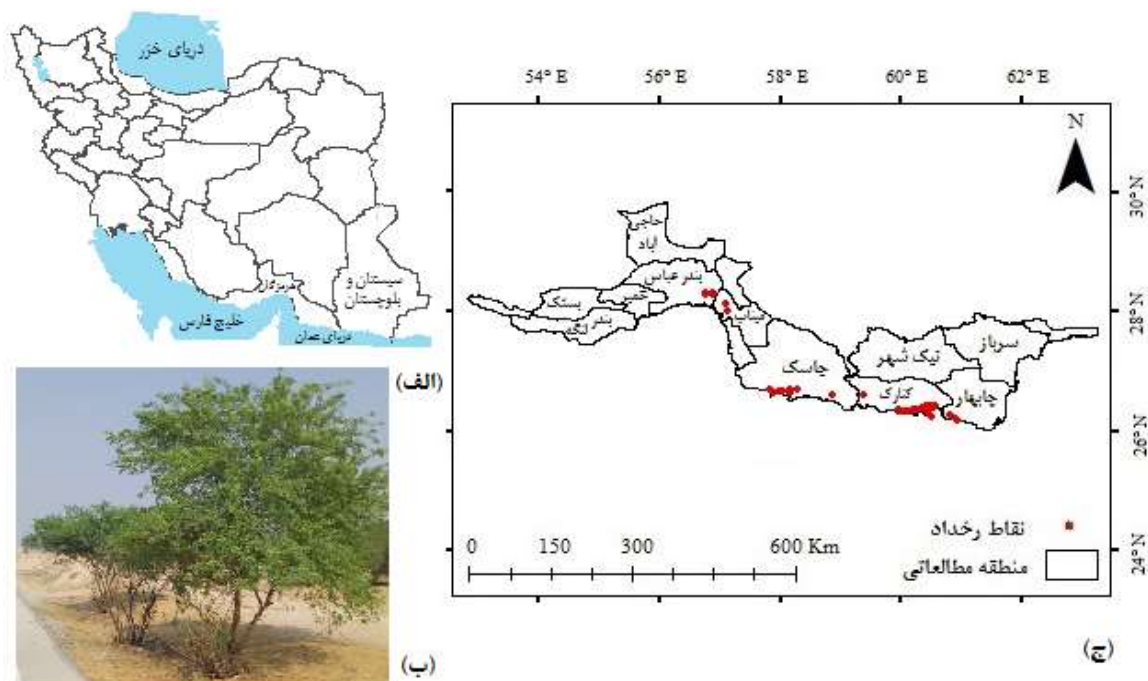 دریای خزر
سیستان و
بلوچستان
هرمزگان
خلیج فارس
دریای عمان
(الف)
(ب)
54° E
56° E
58° E
60° E
62° E
N
30°N
28°N
26°N
24°N
حاجی
اباد
بندر عباس
خمیر
بستک
بندر
لنگه
میناب
جاسک
سرباز
نیک شهر
کنارک
چابهار
نقاط رخداد
منطقه مطالعاتی
0 150 300 600 Km
(ج)